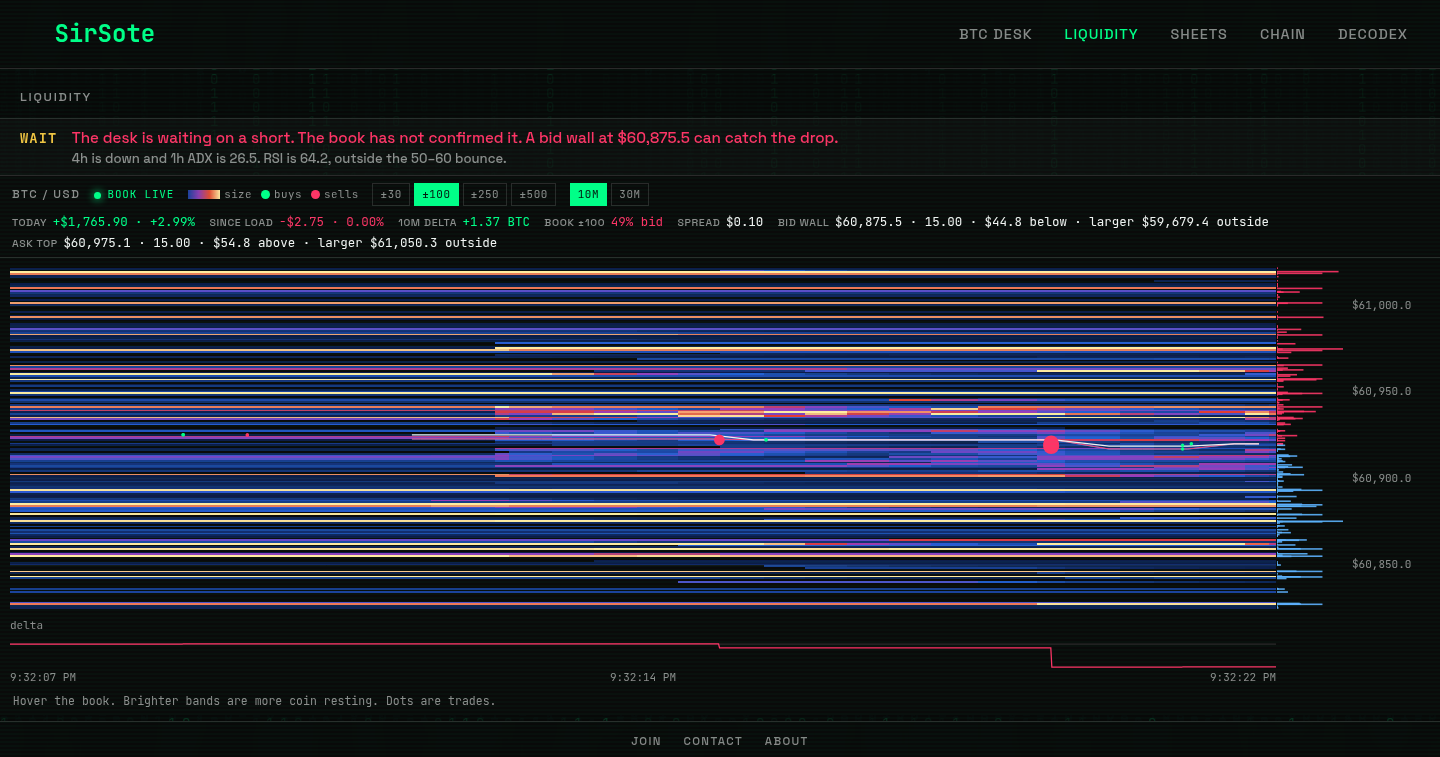 SirSote
BTC DESK LIQUIDITY SHEETS CHAIN DECODEX
LIQUIDITY
WAIT The desk is waiting on a short. The book has not confirmed it. A bid wall at $60,875.5 can catch the drop.
4h is down and 1h ADX is 26.5. RSI is 64.2, outside the 50–60 bounce.
BTC / USD BOOK LIVE size buys sells ±30 ±100 ±250 ±500 10M 30M
TODAY +$1,765.90 · +2.99% SINCE LOAD -$2.75 · 0.00% 10M DELTA +1.37 BTC BOOK ±100 49% bid SPREAD $0.10 BID WALL $60,875.5 · 15.00 · $44.8 below · larger $59,679.4 outside
ASK TOP $60,975.1 · 15.00 · $54.8 above · larger $61,050.3 outside
$61,000.0
$60,950.0
$60,900.0
$60,850.0
delta
9:32:07 PM 9:32:14 PM 9:32:22 PM
Hover the book. Brighter bands are more coin resting. Dots are trades.
JOIN CONTACT ABOUT